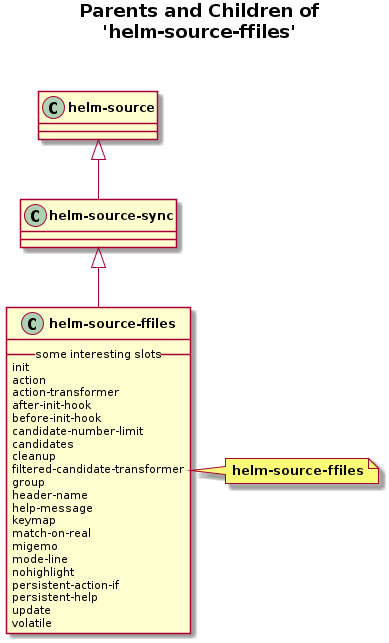 Parents and Children of
'helm-source-ffiles'
C helm-source
C helm-source-sync
C helm-source-ffiles
some interesting slots
init
action
action-transformer
after-init-hook
before-init-hook
candidate-number-limit
candidates
cleanup
filtered-candidate-transformer
helm-source-ffiles
group
header-name
help-message
keymap
match-on-real
migemo
mode-line
nohighlight
persistent-action-if
persistent-help
update
volatile